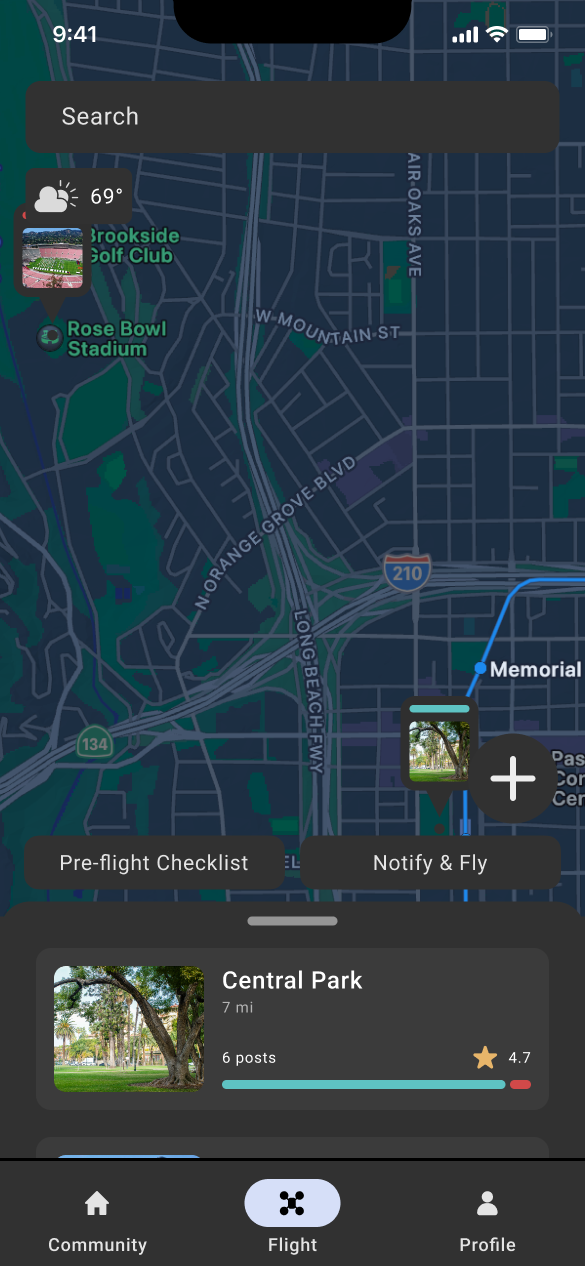 9:41
Search
AIR OAKS AVE
69°
Brookside
Golf Club
Rose Bowl
Stadium
W MOUNTAIN ST
N ORANGE GROVE BLVD
210
LONG BEACH FWY
Memorial
134
Pas
Con
Cen
Pre-flight Checklist
EL
Notify & Fly
Central Park
7 mi
6 posts
4.7
Community
Flight
Profile